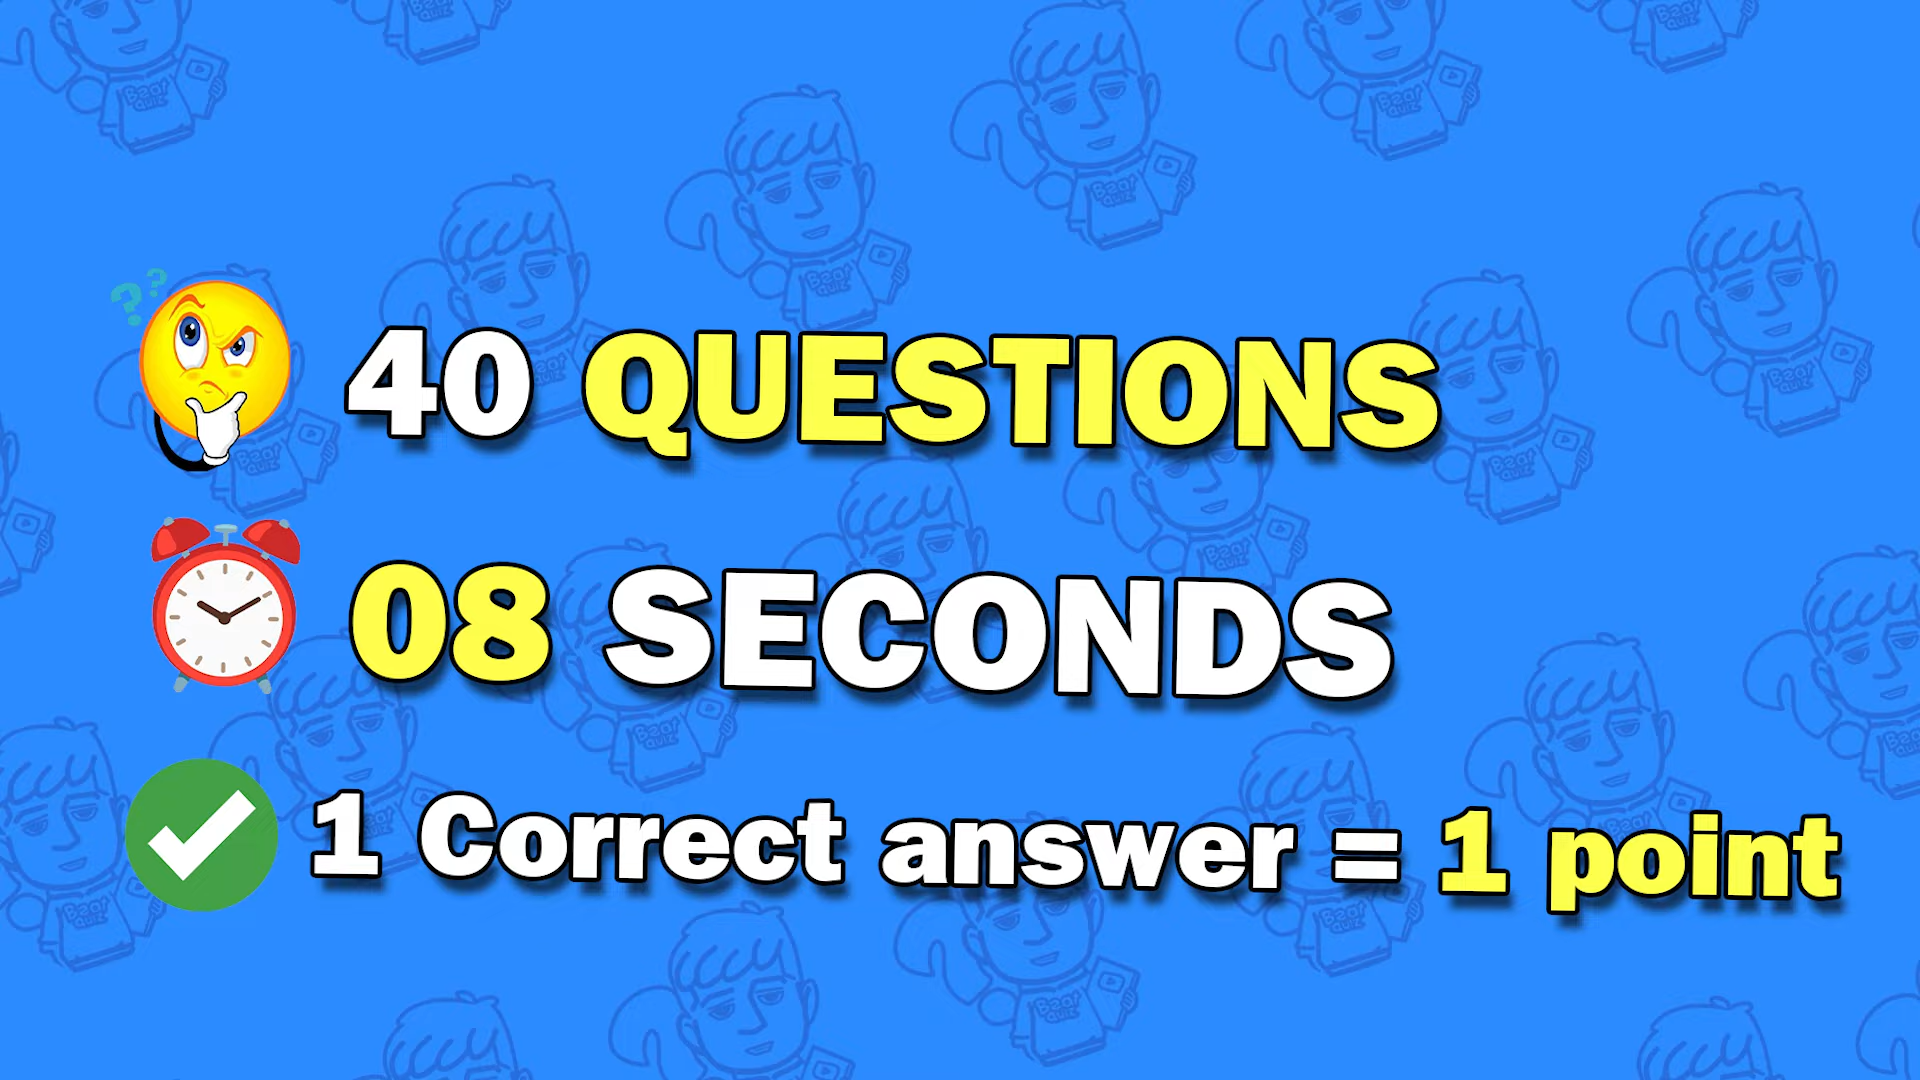 40 QUESTIONS
08 SECONDS
1 Correct answer = 1 point